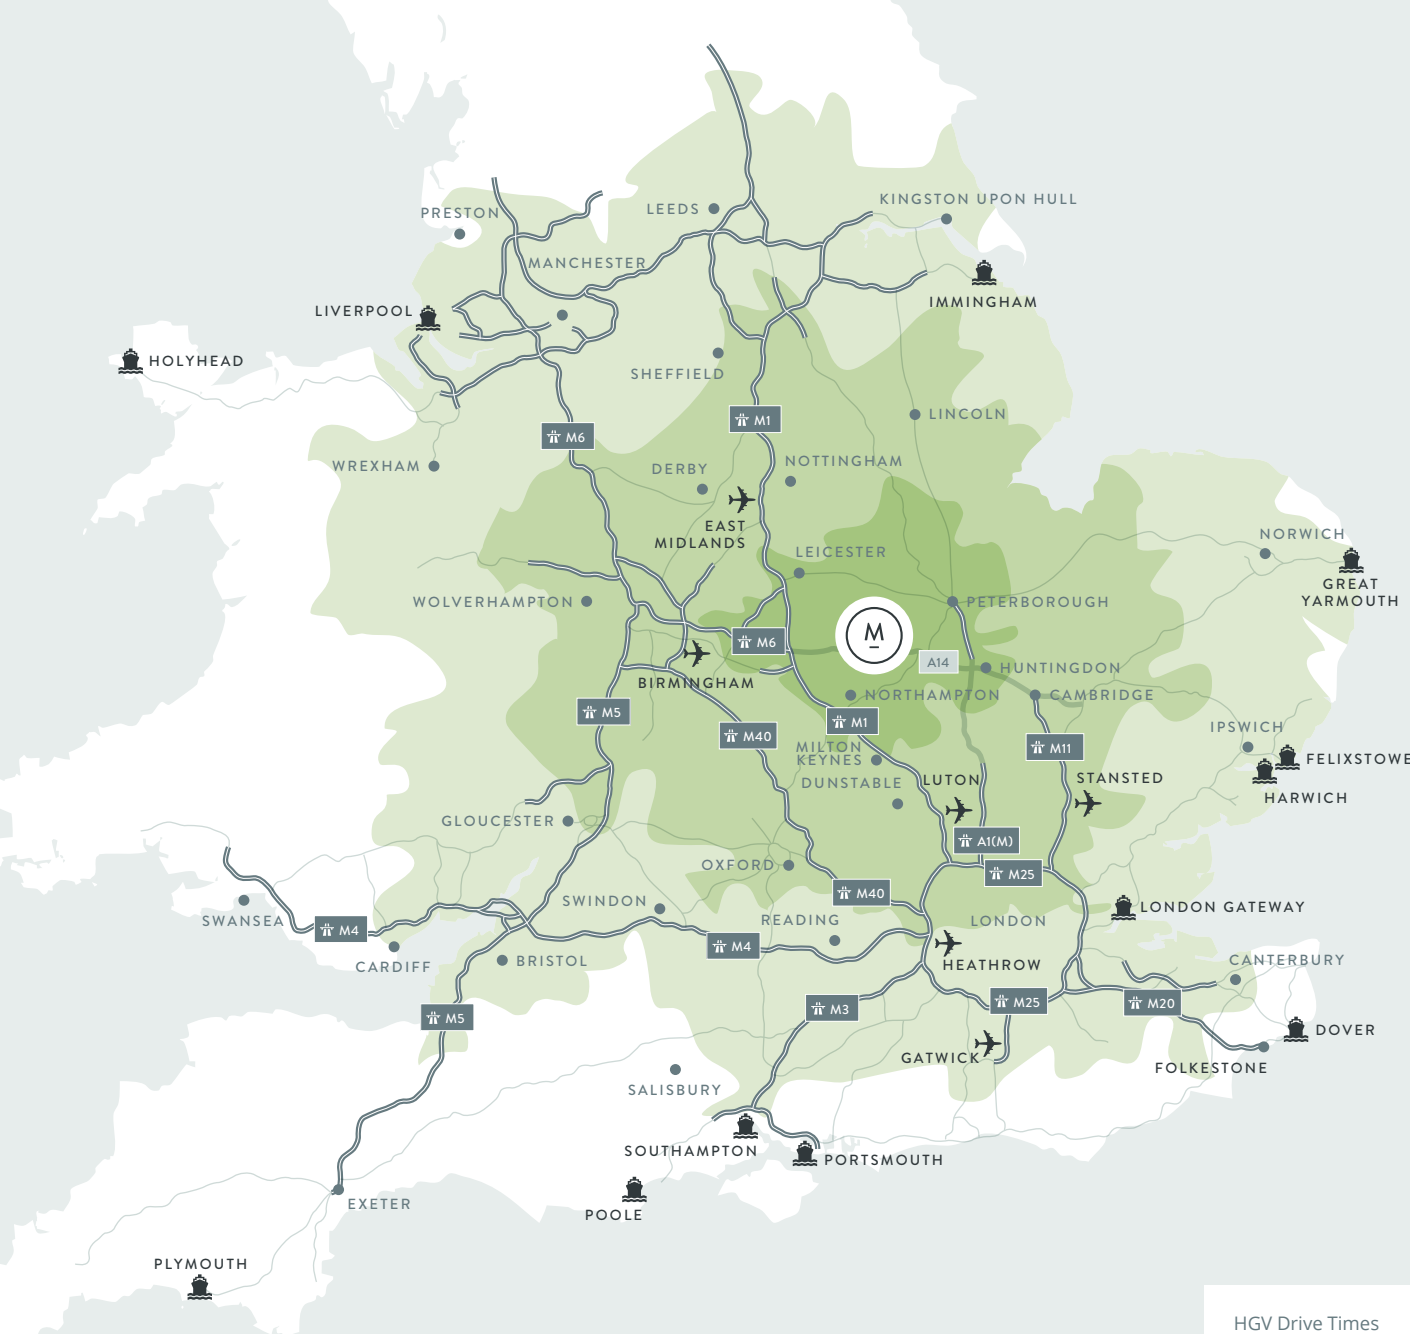 KINGSTON UPON HULL
LEEDS
PRESTON
MANCHESTER
IMMINGHAM
LIVERPOOL
HOLYHEAD
SHEFFIELD
LINCOLN
M1
M6
WREXHAM
DERBY
NOTTINGHAM
EAST
MIDLANDS
NORWICH
LEICESTER
GREAT
YARMOUTH
WOLVERHAMPTON
PETERBOROUGH
M
M6
A14
HUNTINGDON
BIRMINGHAM
NORTHAMPTON
CAMBRIDGE
M5
M1
IPSWICH
M40
M11
MILTON
KEYNES
FELIXSTOWE
LUTON
STANSTED
DUNSTABLE
HARWICH
GLOUCESTER
A1(M)
OXFORD
M25
M40
SWINDON
LONDON GATEWAY
SWANSEA
READING
LONDON
M4
M4
CARDIFF
BRISTOL
HEATHROW
CANTERBURY
M25
M20
M3
M5
DOVER
GATWICK
FOLKESTONE
SALISBURY
SOUTHAMPTON
PORTSMOUTH
EXETER
POOLE
PLYMOUTH
HGV Drive Times